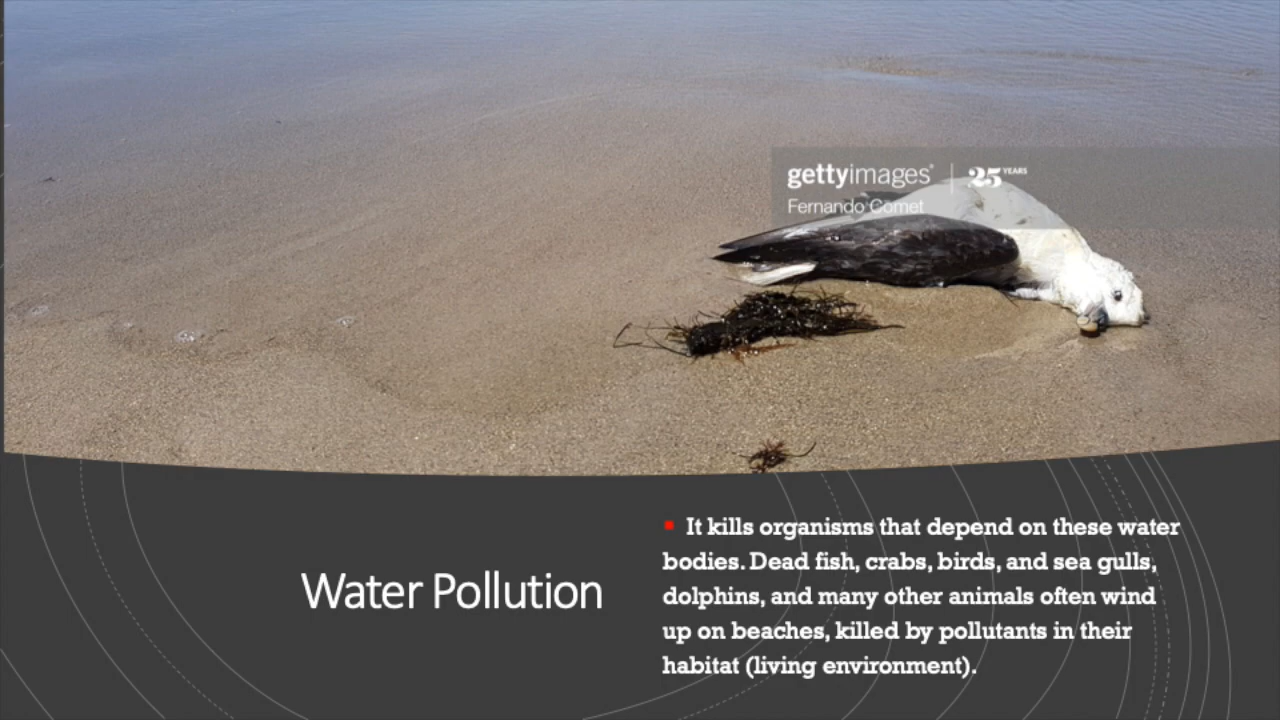 gettyimages® | 25 YEARS
Fernando Comet
Water Pollution
▪ It kills organisms that depend on these water
bodies. Dead fish, crabs, birds, and sea gulls,
dolphins, and many other animals often wind
up on beaches, killed by pollutants in their
habitat (living environment).